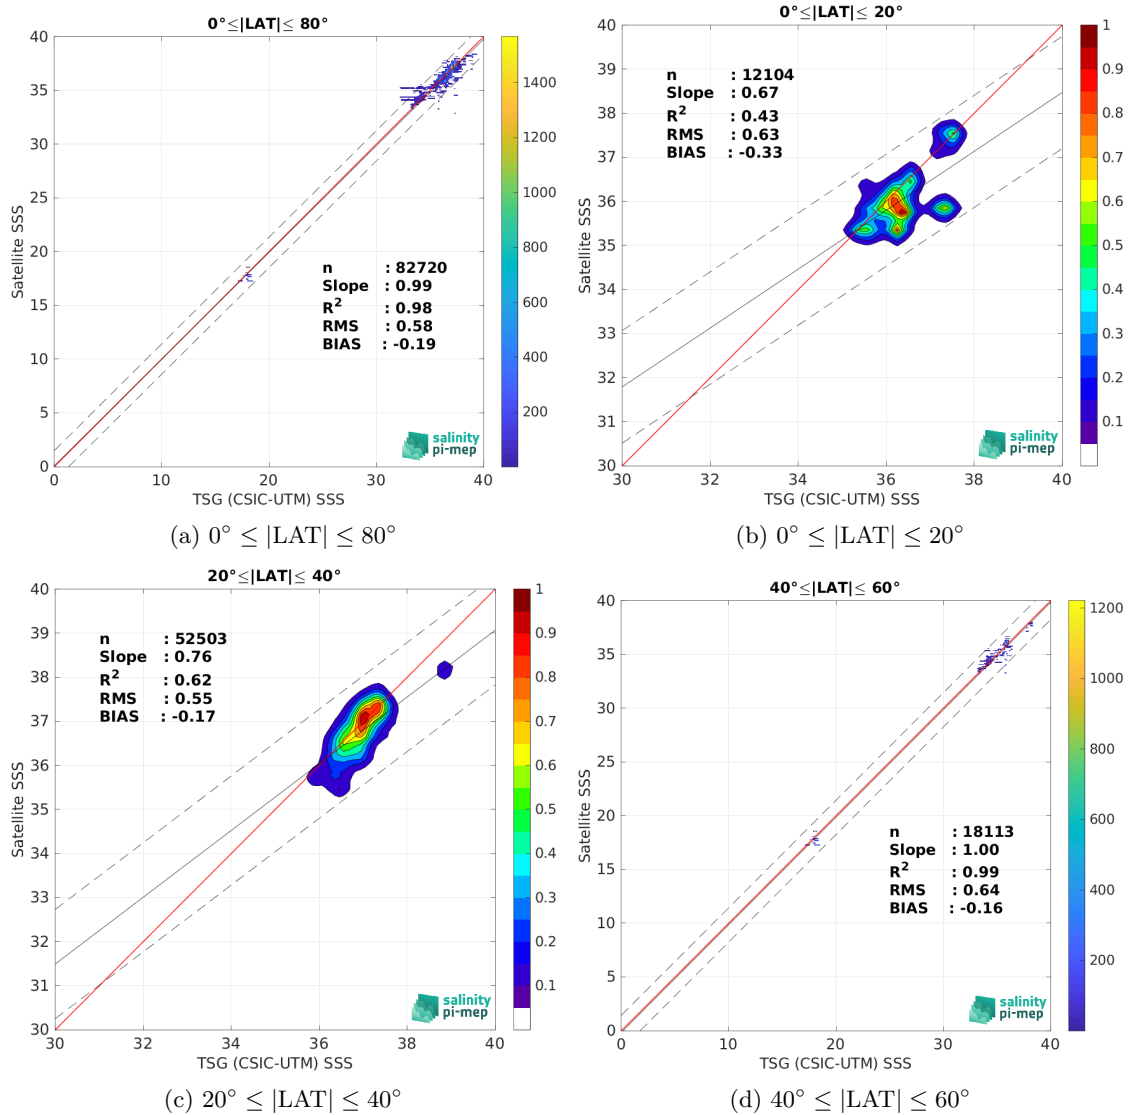 0°≤|LAT|≤ 80°
40
35
30
25
20
15
10
5
0
Satellite SSS
n : 82720
Slope : 0.99
R2 : 0.98
RMS : 0.58
BIAS : -0.19
salinity
pi-mep
0 10 20 30 40
TSG (CSIC-UTM) SSS
1400
1200
1000
800
600
400
200
(a) 0° ≤ |LAT| ≤ 80°
0°≤|LAT|≤ 20°
40
39
38
37
36
35
34
33
32
31
30
Satellite SSS
n : 12104
Slope : 0.67
R2 : 0.43
RMS : 0.63
BIAS : -0.33
salinity
pi-mep
30 32 34 36 38 40
TSG (CSIC-UTM) SSS
1
0.9
0.8
0.7
0.6
0.5
0.4
0.3
0.2
0.1
(b) 0° ≤ |LAT| ≤ 20°
20°≤|LAT|≤ 40°
40
39
38
37
36
35
34
33
32
31
30
Satellite SSS
n : 52503
Slope : 0.76
R2 : 0.62
RMS : 0.55
BIAS : -0.17
salinity
pi-mep
30 32 34 36 38 40
TSG (CSIC-UTM) SSS
1
0.9
0.8
0.7
0.6
0.5
0.4
0.3
0.2
0.1
(c) 20° ≤ |LAT| ≤ 40°
40°≤|LAT|≤ 60°
40
35
30
25
20
15
10
5
0
Satellite SSS
n : 18113
Slope : 1.00
R2 : 0.99
RMS : 0.64
BIAS : -0.16
salinity
pi-mep
0 10 20 30 40
TSG (CSIC-UTM) SSS
1200
1000
800
600
400
200
(d) 40° ≤ |LAT| ≤ 60°